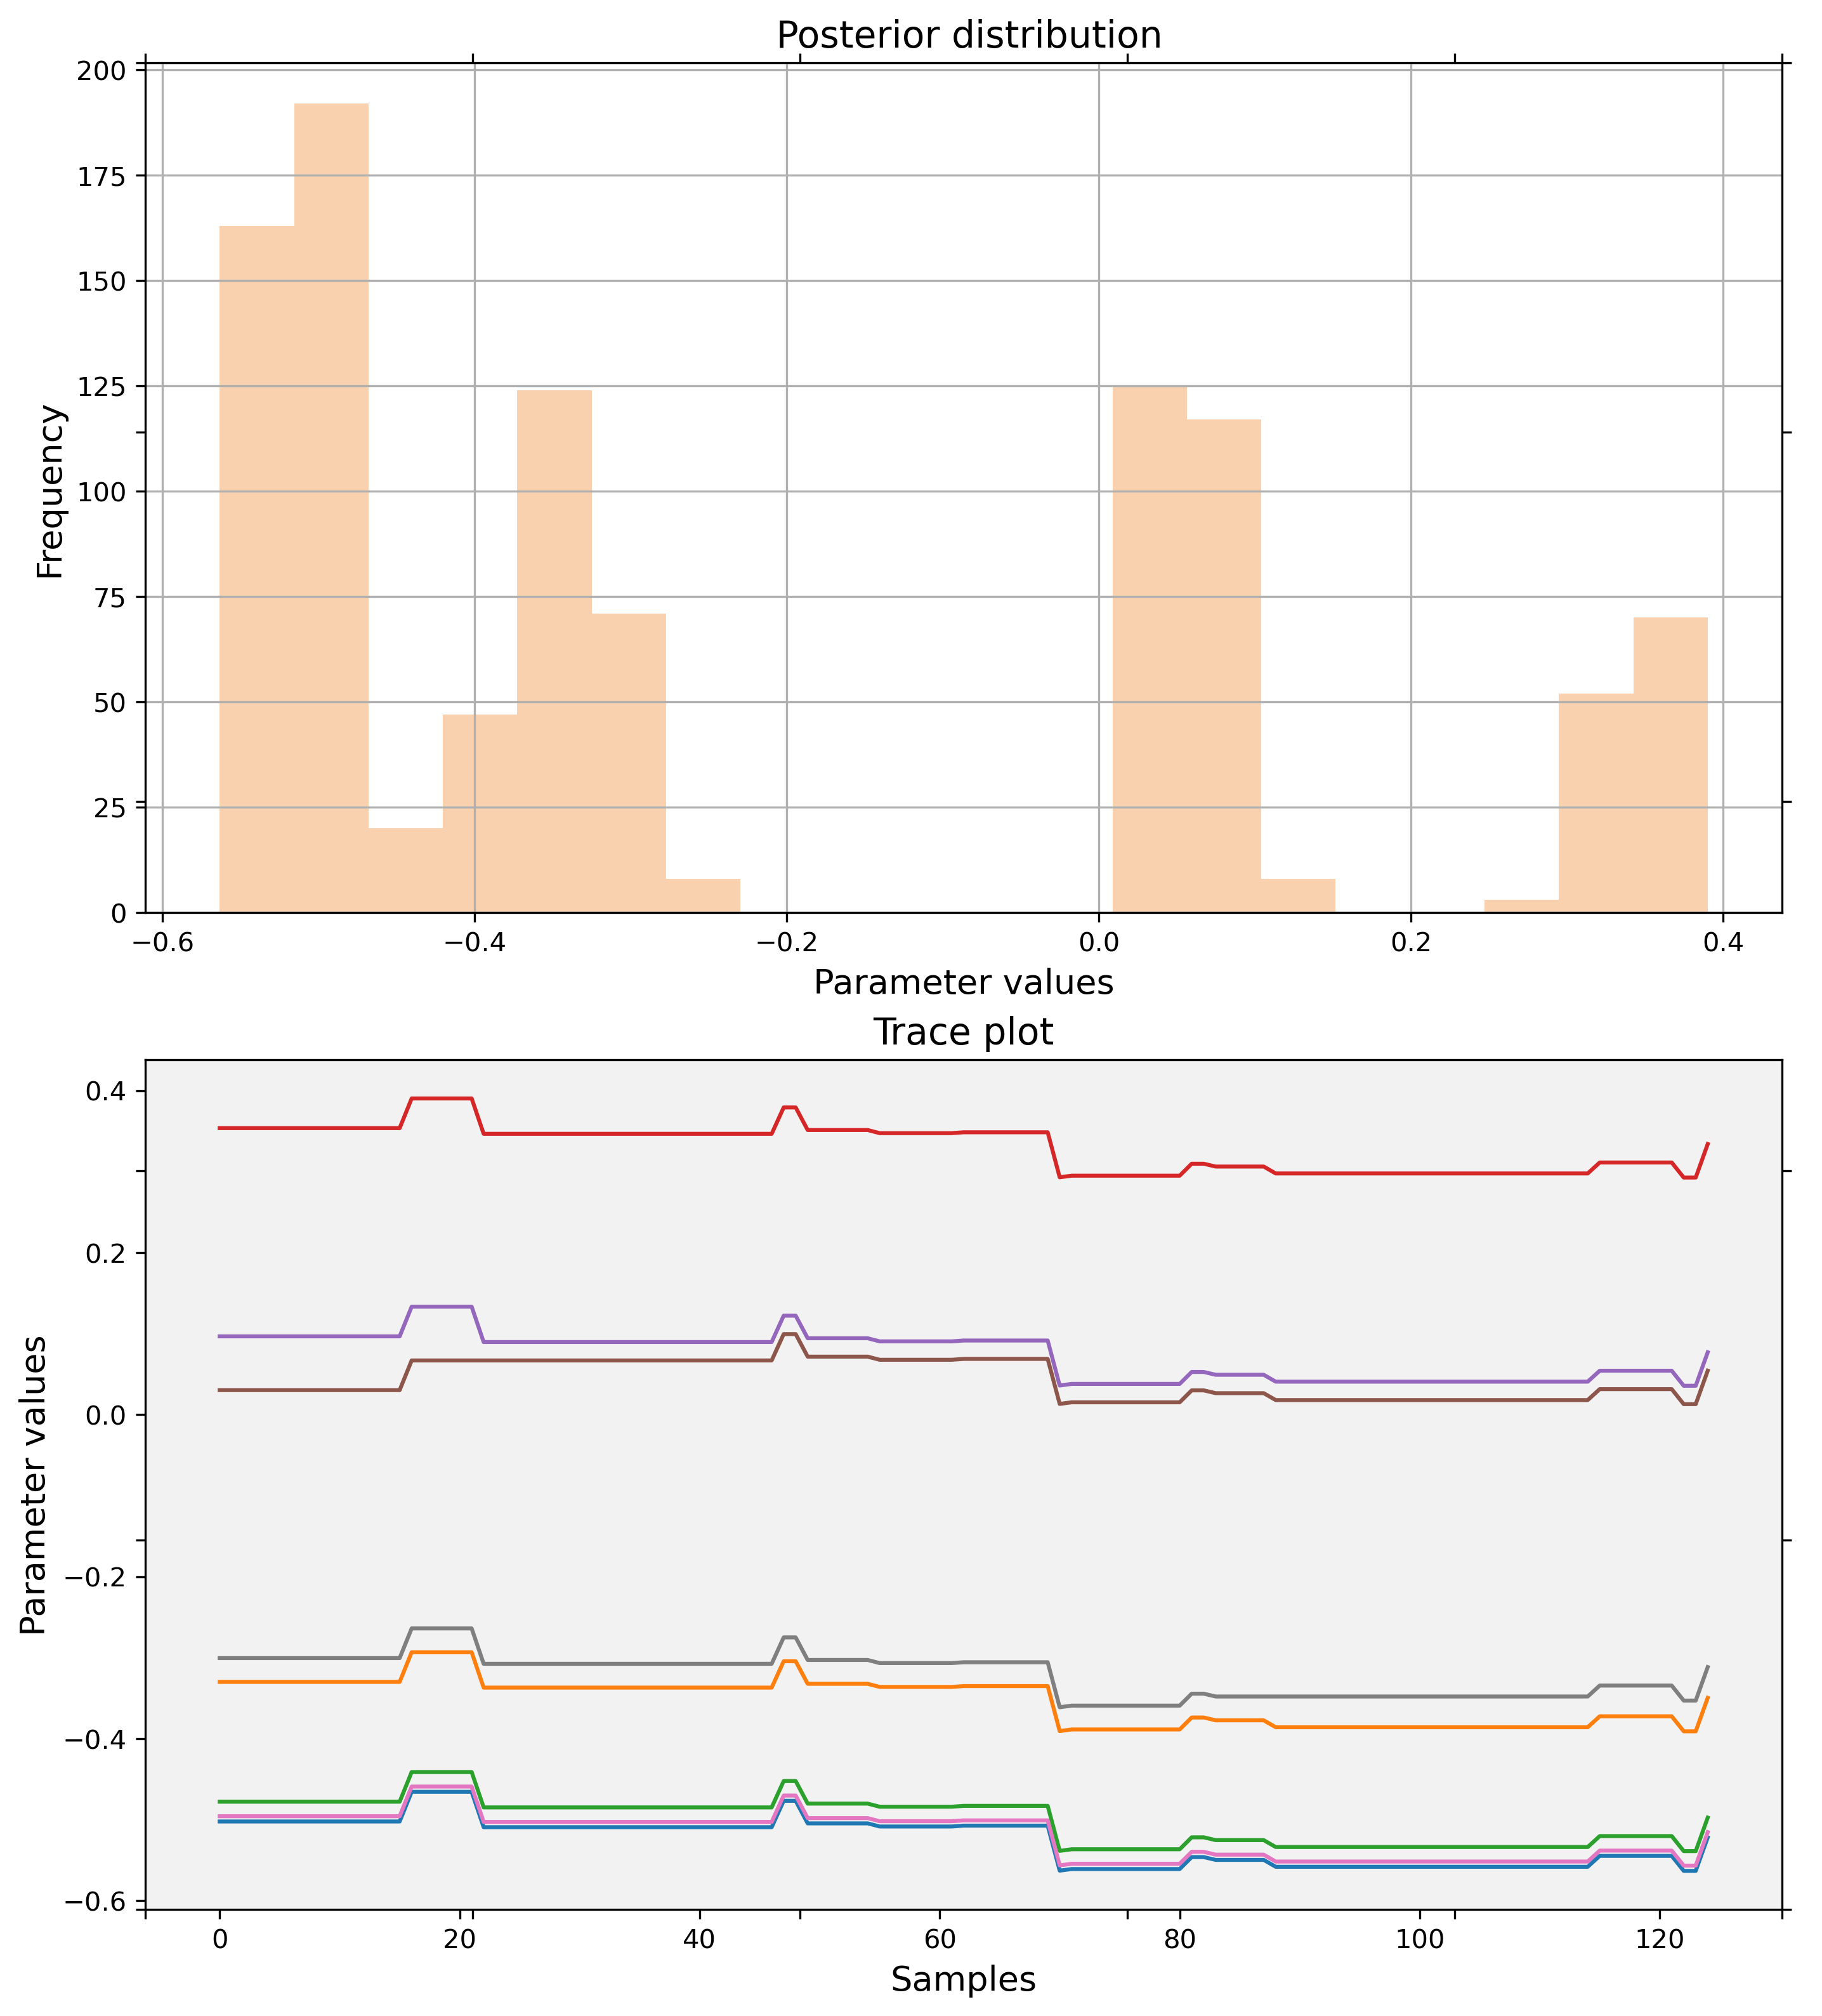 Posterior distribution
200
175
150
125
100
75
50
25
0
Frequency
−0.6 −0.4 −0.2 0.0 0.2 0.4
Parameter values
Trace plot
0.4
0.2
0.0
−0.2
−0.4
−0.6
Parameter values
0 20 40 60 80 100 120
Samples